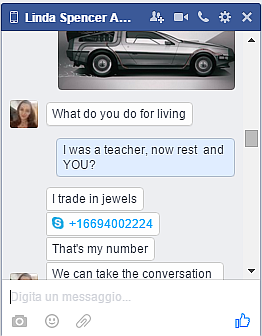 Linda Spencer A...
What do you do for living
I was a teacher, now rest and
YOU?
I trade in jewels
+16694002224
That's my number
We can take the conversation
Digita un messaggio...